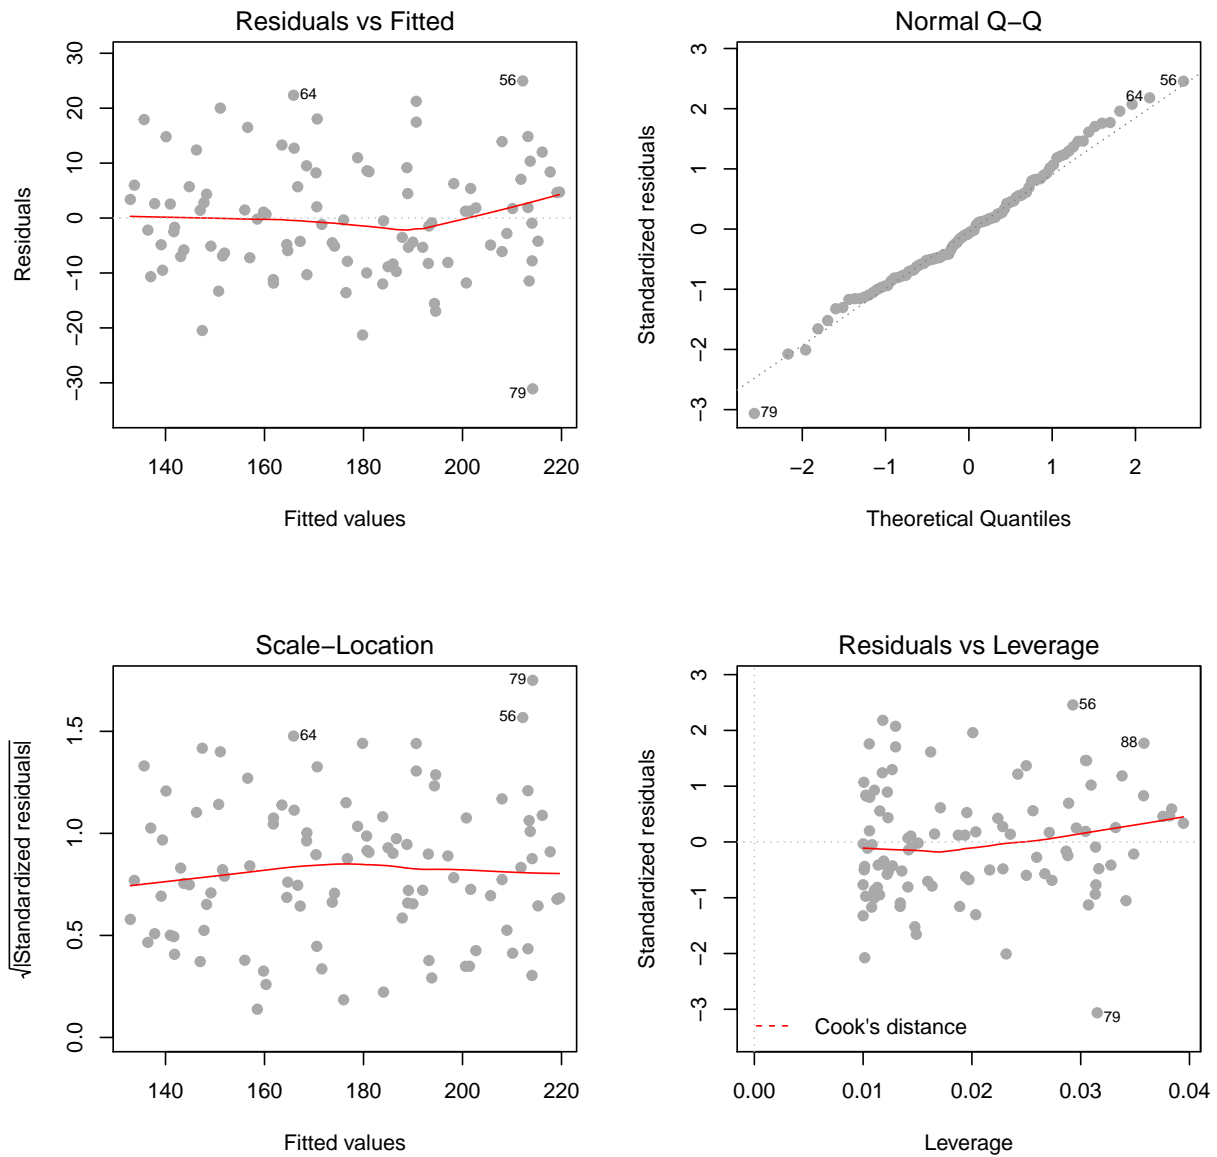 Residuals vs Fitted
30
20
10
0
−10
−20
−30
Residuals
56
64
79
140 160 180 200 220
Fitted values
Normal Q−Q
3
2
1
0
−1
−2
−3
Standardized residuals
56
64
79
−2 −1 0 1 2
Theoretical Quantiles
Scale−Location
1.5
1.0
0.5
0.0
√|Standardized residuals|
79
56
64
140 160 180 200 220
Fitted values
Residuals vs Leverage
3
2
1
0
−1
−2
−3
Standardized residuals
56
88
79
Cook's distance
0.00 0.01 0.02 0.03 0.04
Leverage